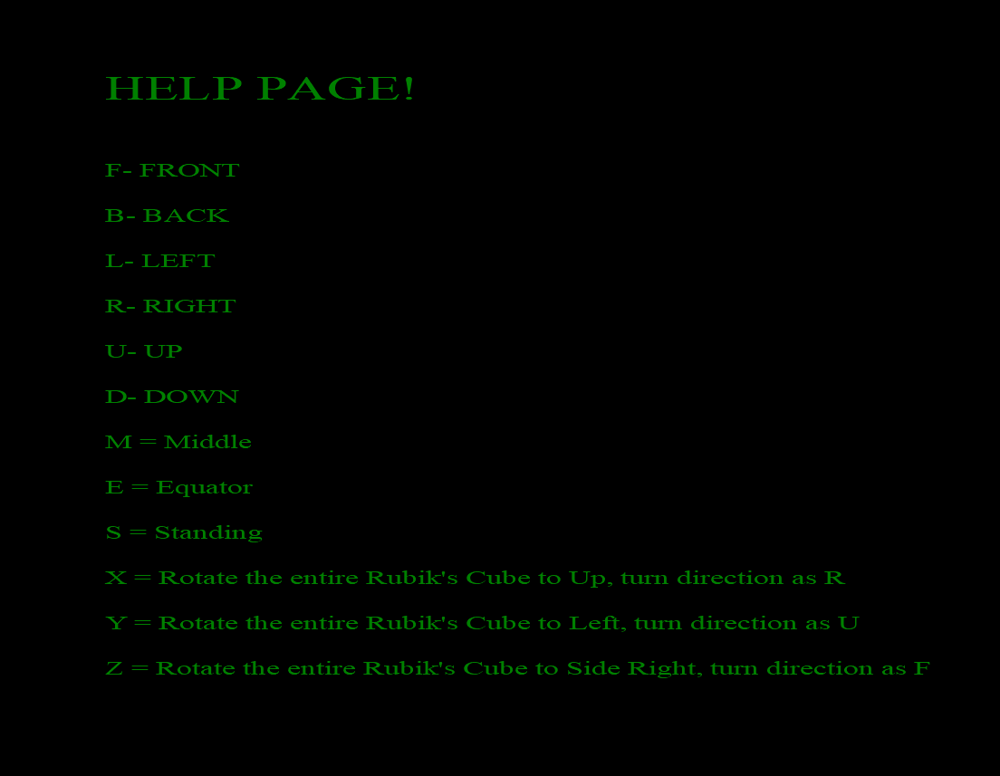 HELP PAGE!
F- FRONT
B- BACK
L- LEFT
R- RIGHT
U- UP
D- DOWN
M = Middle
E = Equator
S = Standing
X = Rotate the entire Rubik's Cube to Up, turn direction as R
Y = Rotate the entire Rubik's Cube to Left, turn direction as U
Z = Rotate the entire Rubik's Cube to Side Right, turn direction as F